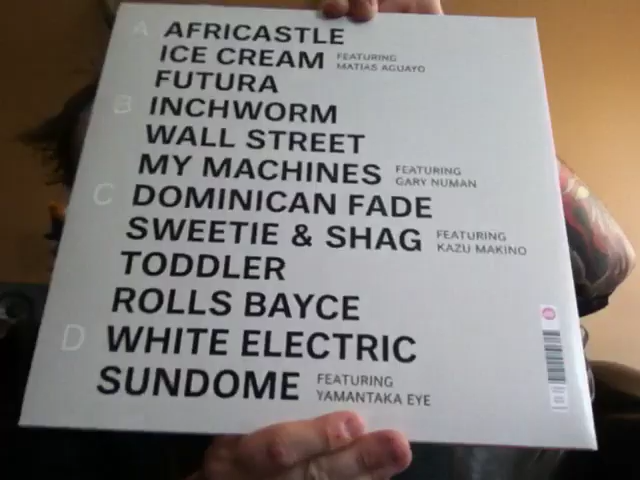 A AFRICASTLE
ICE CREAM FEATURING
MATIAS AGUAYO
FUTURA
B INCHWORM
WALL STREET
MY MACHINES FEATURING
GARY NUMAN
C DOMINICAN FADE
SWEETIE & SHAG FEATURING
KAZU MAKINO
TODDLER
ROLLS BAYCE
D WHITE ELECTRIC
SUNDOME FEATURING
YAMANTAKA EYE